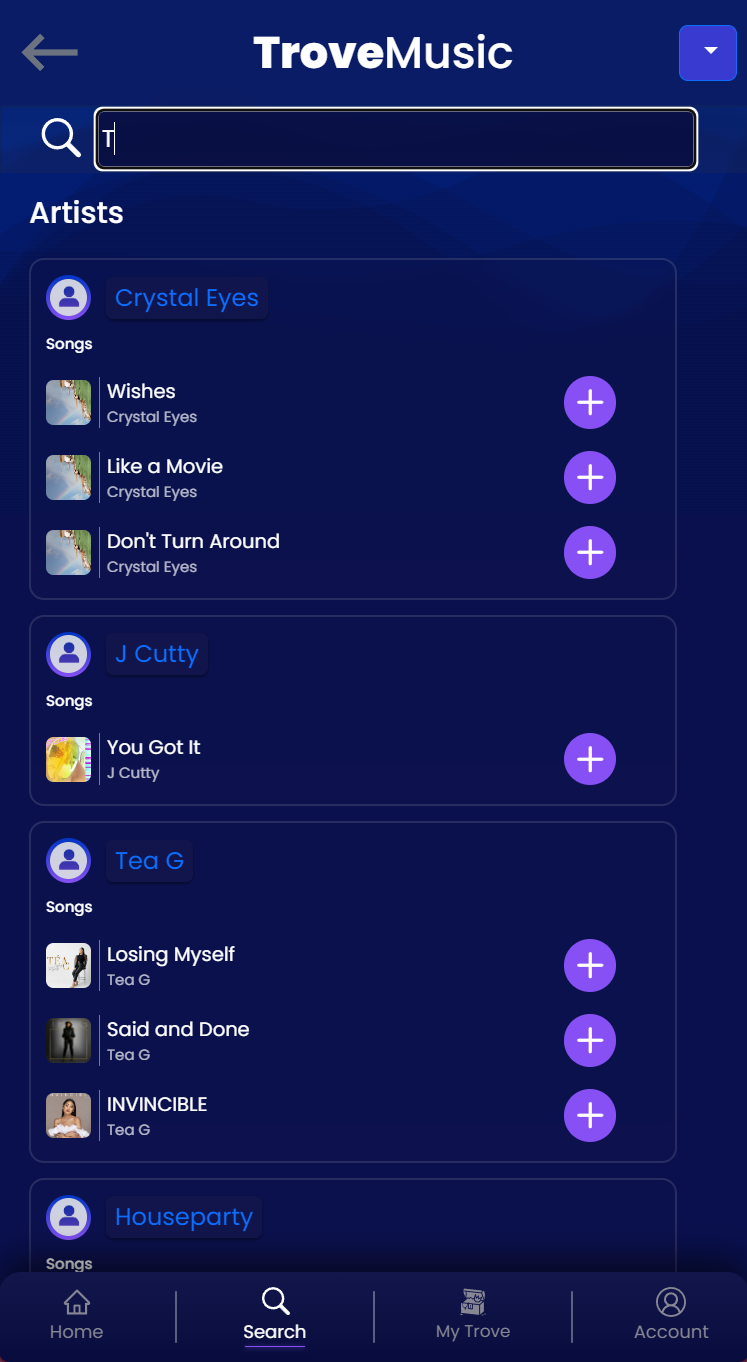 TroveMusic
T
Artists
Crystal Eyes
Songs
Wishes
Crystal Eyes
Like a Movie
Crystal Eyes
Don't Turn Around
Crystal Eyes
J Cutty
Songs
You Got It
J Cutty
Tea G
Songs
TÉA
Losing Myself
Tea G
Said and Done
Tea G
INVINCIBLE
Tea G
Houseparty
Songs
Home
Search
My Trove
Account